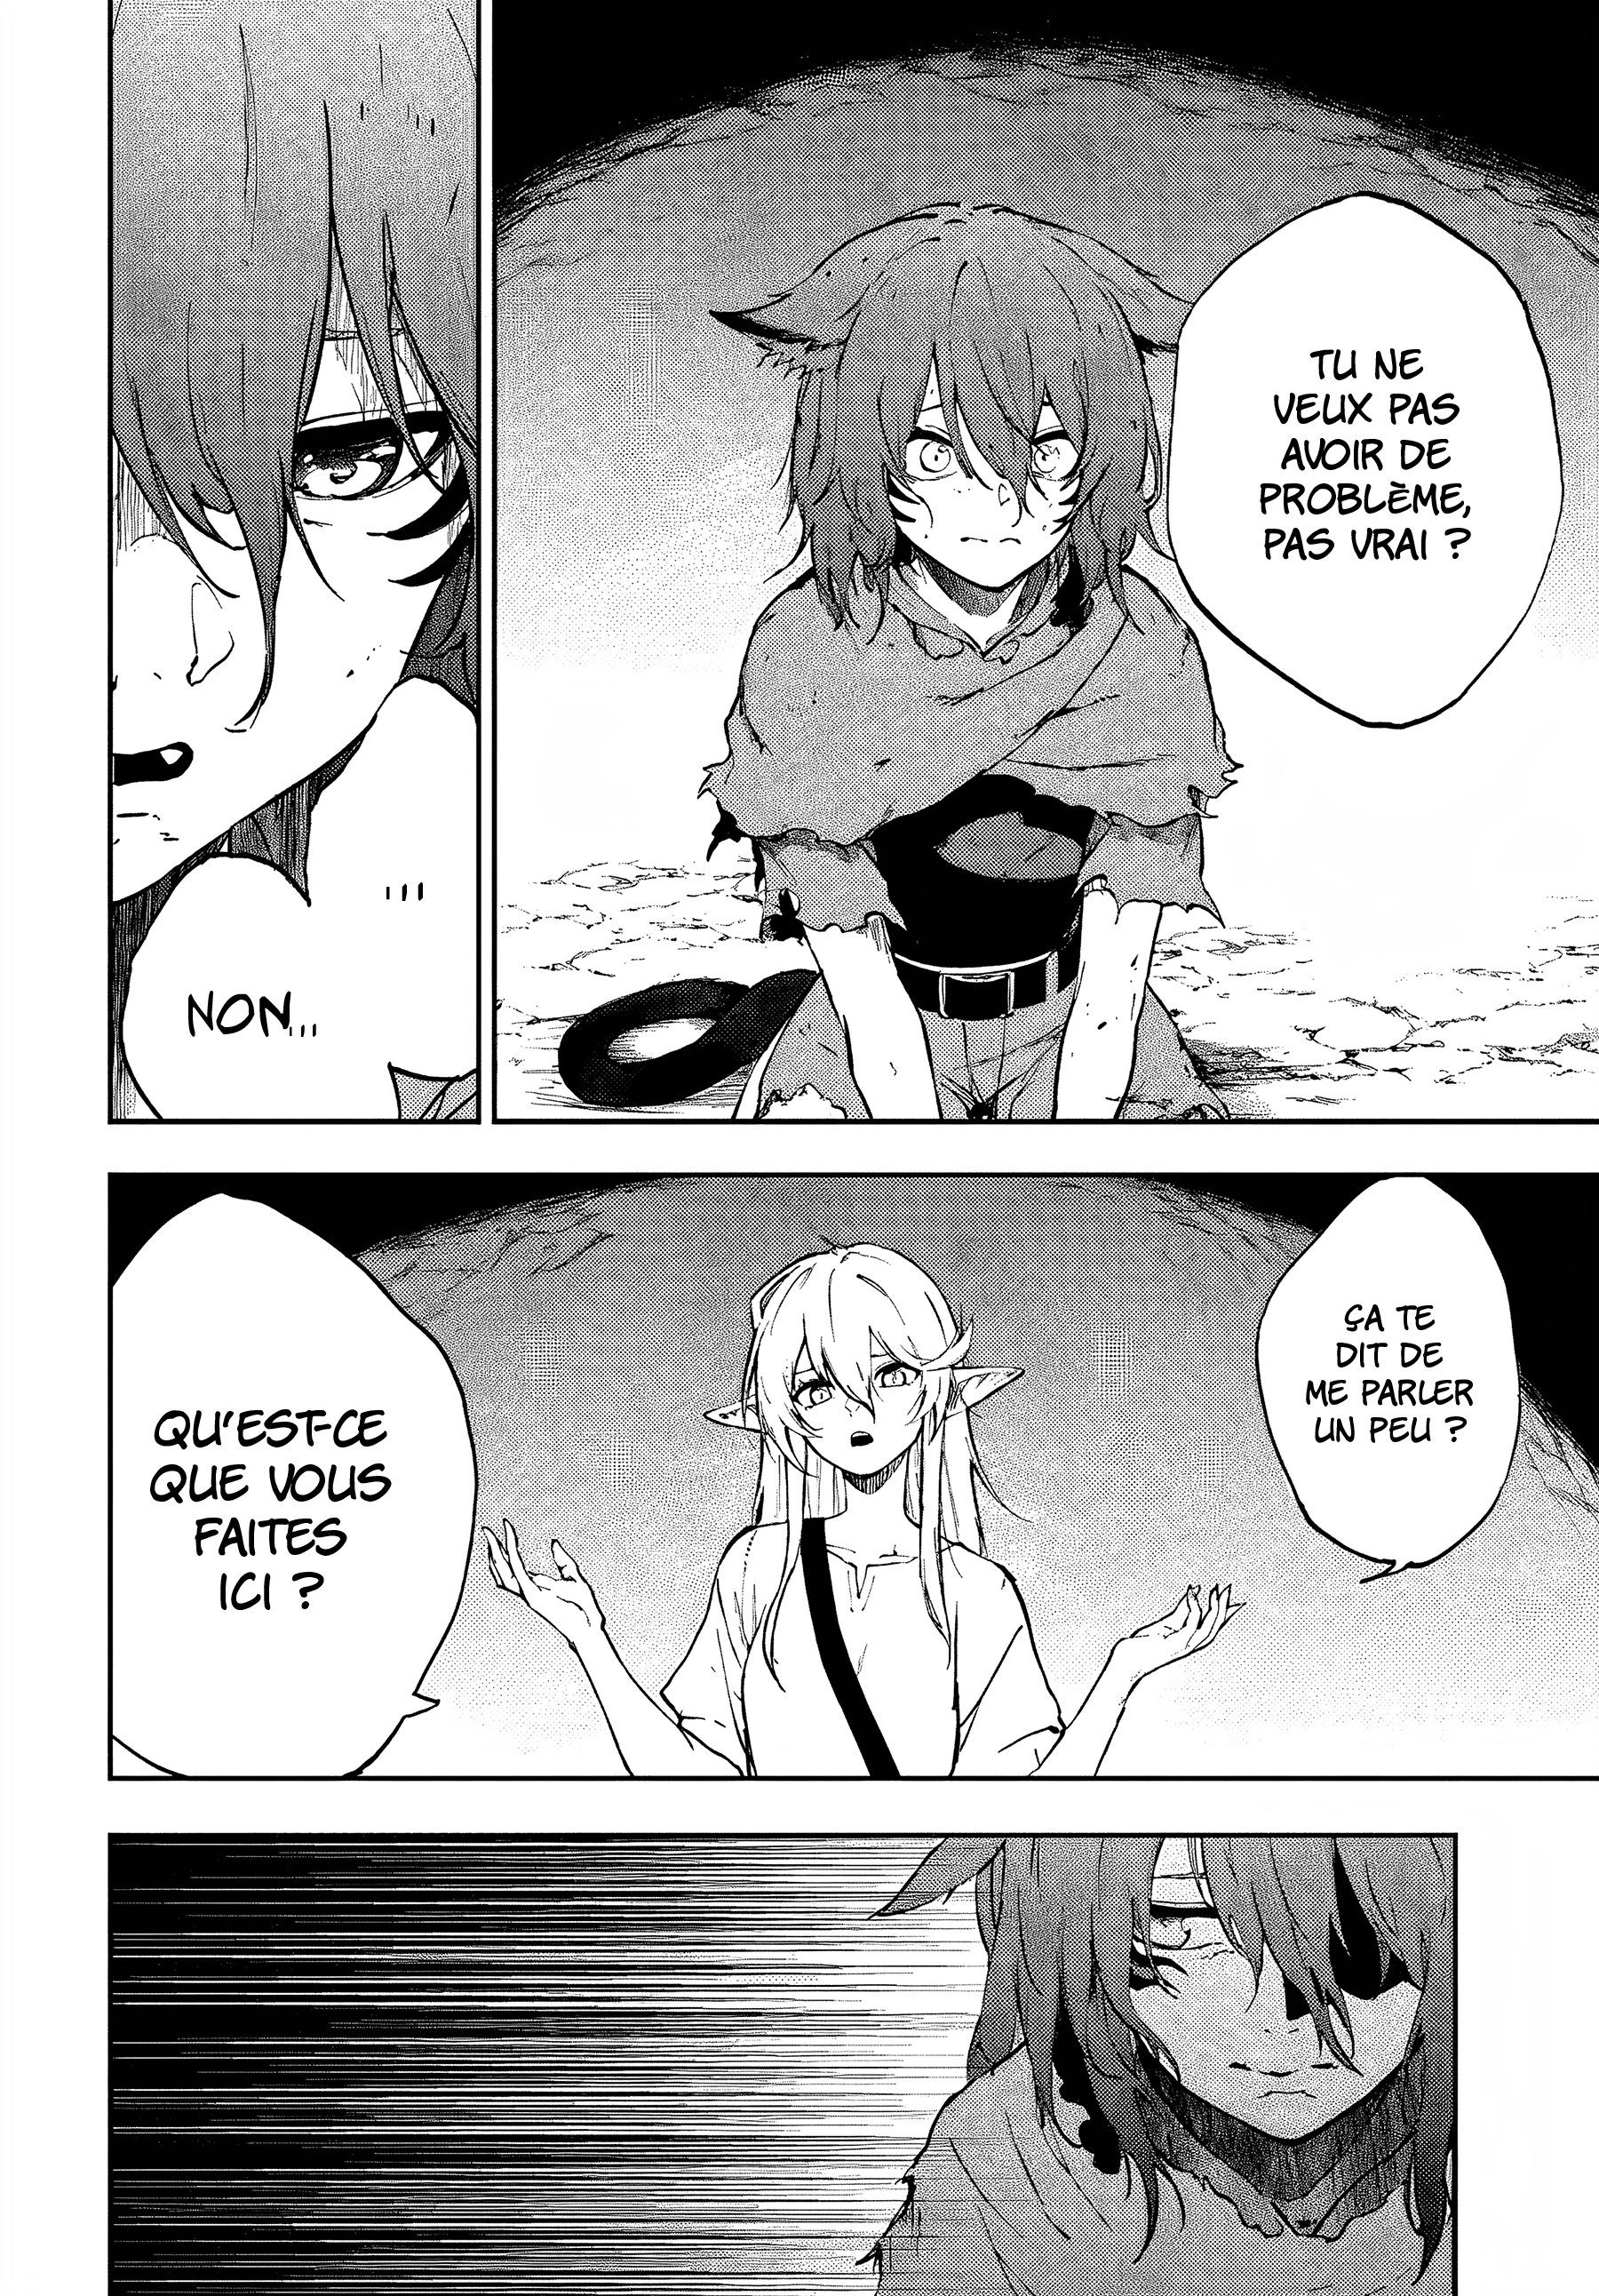 TU NE
VEUX PAS
AVOIR DE
PROBLÈME,
PAS VRAI ?
...
...
NON...
ÇA TE
DIT DE
ME PARLER
UN PEU ?
QU'EST-CE
QUE VOUS
FAITES
ICI ?